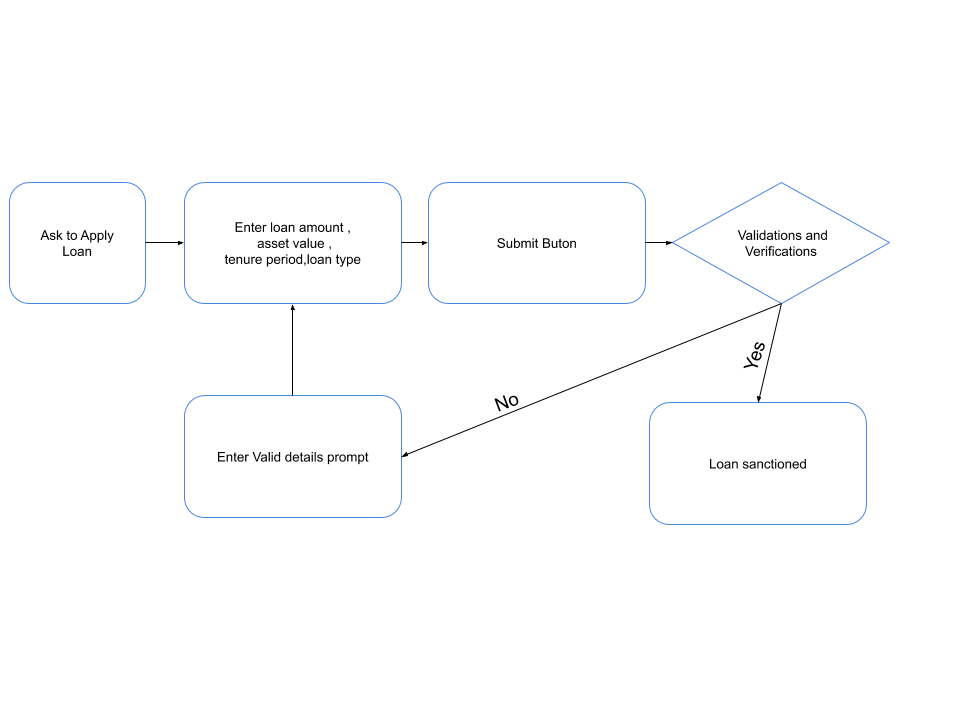 Ask to Apply
Loan
Enter loan amount ,
asset value ,
tenure period,loan type
Submit Buton
Validations and
Verifications
Yes
No
Enter Valid details prompt
Loan sanctioned